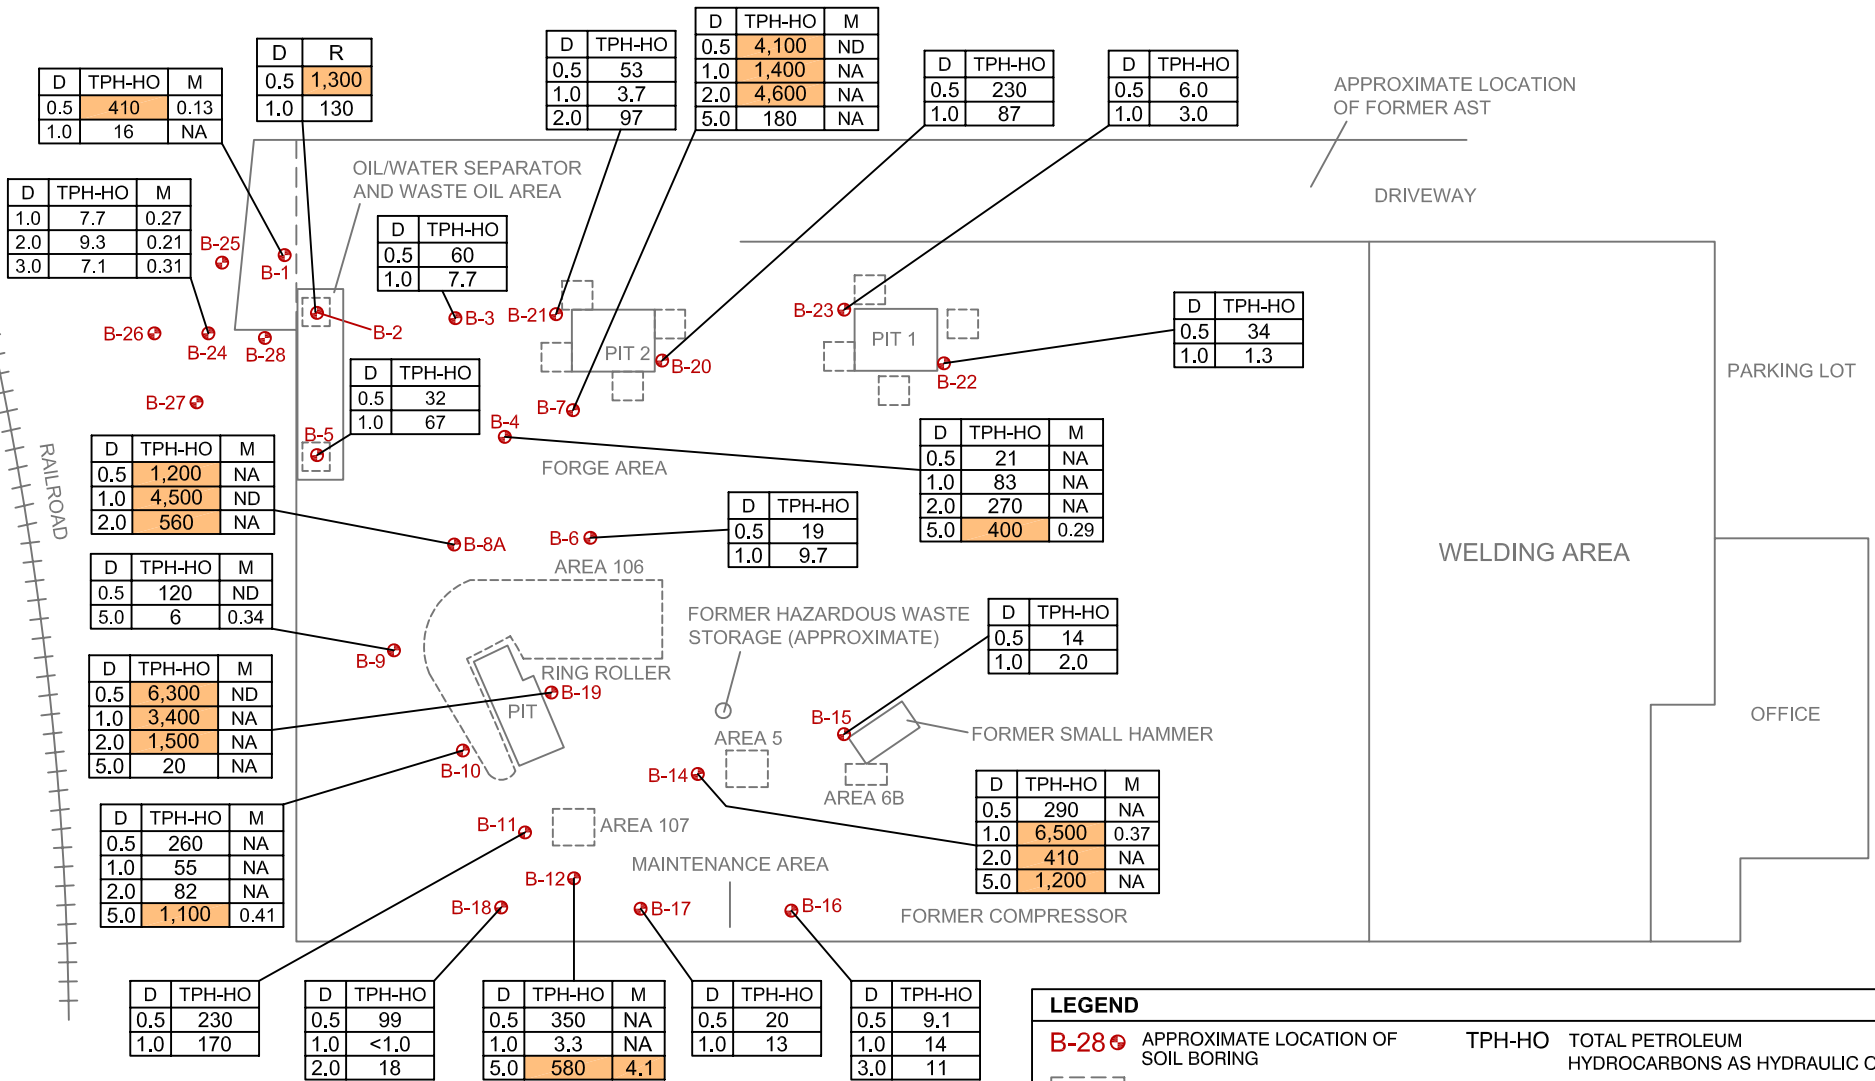 D TPH-HO M
0.5 410 0.13
1.0 16 NA
D R
0.5 1,300
1.0 130
D TPH-HO
0.5 53
1.0 3.7
2.0 97
D TPH-HO M
0.5 4,100 ND
1.0 1,400 NA
2.0 4,600 NA
5.0 180 NA
D TPH-HO
0.5 230
1.0 87
D TPH-HO
0.5 6.0
1.0 3.0
APPROXIMATE LOCATION
OF FORMER AST
DRIVEWAY
OIL/WATER SEPARATOR
AND WASTE OIL AREA
D TPH-HO M
1.0 7.7 0.27
2.0 9.3 0.21
3.0 7.1 0.31
B-25
B-1
D TPH-HO
0.5 60
1.0 7.7
B-26
B-24
B-28
B-2
B-3
B-21
PIT 2
B-20
B-23
PIT 1
B-22
D TPH-HO
0.5 34
1.0 1.3
PARKING LOT
B-27
D TPH-HO
0.5 32
1.0 67
B-5
B-4
B-7
FORGE AREA
RAILROAD
D TPH-HO M
0.5 1,200 NA
1.0 4,500 ND
2.0 560 NA
D TPH-HO M
0.5 21 NA
1.0 83 NA
2.0 270 NA
5.0 400 0.29
B-8A
B-6
D TPH-HO
0.5 19
1.0 9.7
WELDING AREA
AREA 106
D TPH-HO M
0.5 120 ND
5.0 6 0.34
B-9
FORMER HAZARDOUS WASTE
STORAGE (APPROXIMATE)
D TPH-HO
0.5 14
1.0 2.0
D TPH-HO M
0.5 6,300 ND
1.0 3,400 NA
2.0 1,500 NA
5.0 20 NA
RING ROLLER
B-19
PIT
B-10
AREA 5
B-15
FORMER SMALL HAMMER
OFFICE
B-14
AREA 6B
D TPH-HO M
0.5 290 NA
1.0 6,500 0.37
2.0 410 NA
5.0 1,200 NA
D TPH-HO M
0.5 260 NA
1.0 55 NA
2.0 82 NA
5.0 1,100 0.41
B-11
AREA 107
B-12
MAINTENANCE AREA
B-18
B-17
B-16
FORMER COMPRESSOR
D TPH-HO
0.5 230
1.0 170
D TPH-HO
0.5 99
1.0 <1.0
2.0 18
D TPH-HO M
0.5 350 NA
1.0 3.3 NA
5.0 580 4.1
D TPH-HO
0.5 20
1.0 13
D TPH-HO
0.5 9.1
1.0 14
3.0 11
LEGEND
B-28 APPROXIMATE LOCATION OF
SOIL BORING
TPH-HO TOTAL PETROLEUM
HYDROCARBONS AS HYDRAULIC